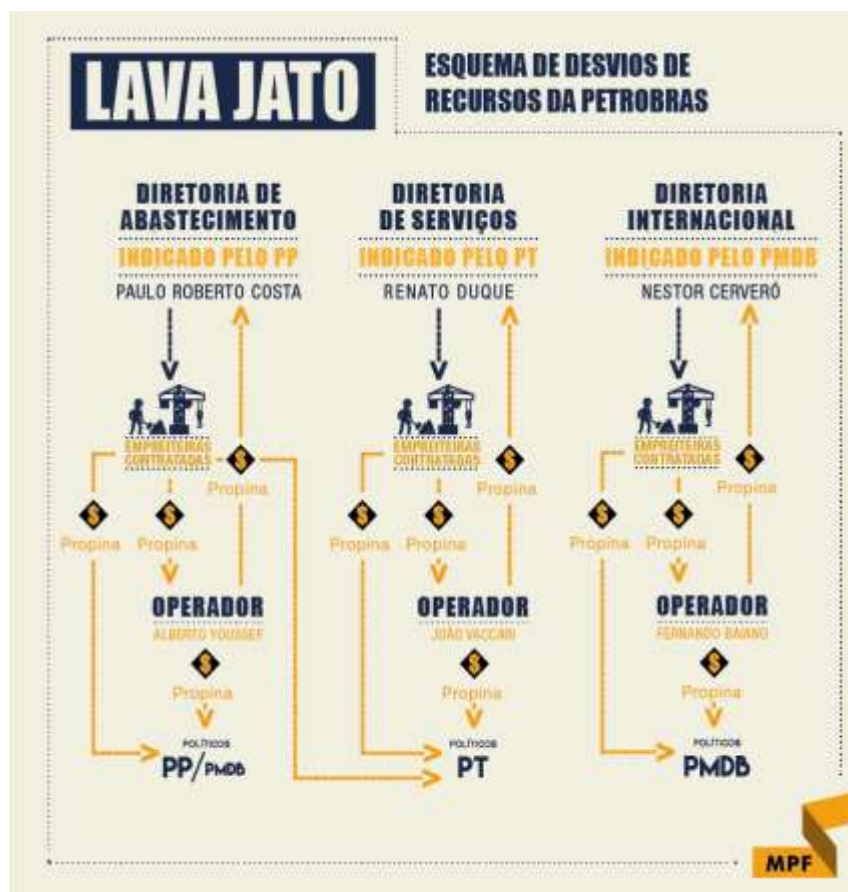 LAVA JATO
ESQUEMA DE DESVIOS DE
RECURSOS DA PETROBRAS
DIRETORIA DE
ABASTECIMENTO
INDICADO PELO PP
PAULO ROBERTO COSTA
EMPREITEIRAS
CONTRATADAS
$
Propina
$
Propina
$
Propina
OPERADOR
ALBERTO YOUSSEF
$
Propina
POLÍTICOS
PP/PMDB
DIRETORIA
DE SERVIÇOS
INDICADO PELO PT
RENATO DUQUE
EMPREITEIRAS
CONTRATADAS
$
Propina
$
Propina
$
Propina
OPERADOR
JOÃO VACCARI
$
Propina
POLÍTICOS
PT
DIRETORIA
INTERNACIONAL
INDICADO PELO PMDB
NESTOR CERVERÓ
EMPREITEIRAS
CONTRATADAS
$
Propina
$
Propina
$
Propina
OPERADOR
FERNANDO BAIANO
$
Propina
POLÍTICOS
PMDB
MPF